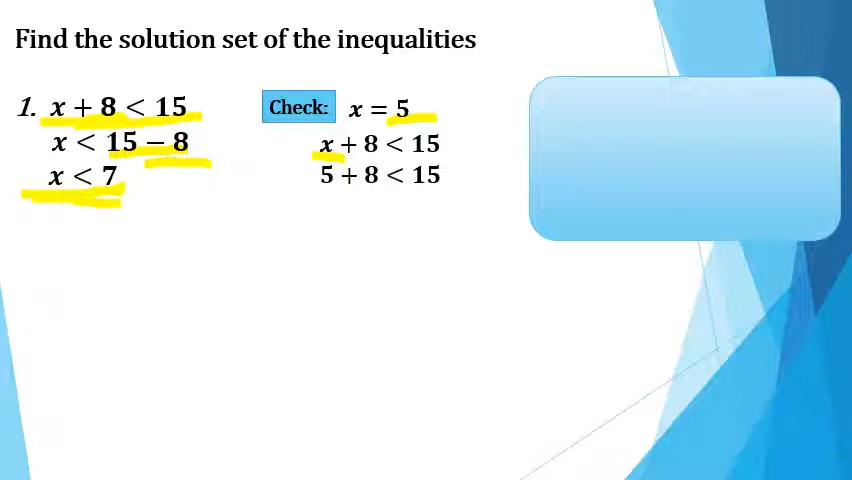 Find the solution set of the inequalities
1. x + 8 < 15
x < 15 − 8
x < 7
Check: x = 5
x + 8 < 15
5 + 8 < 15